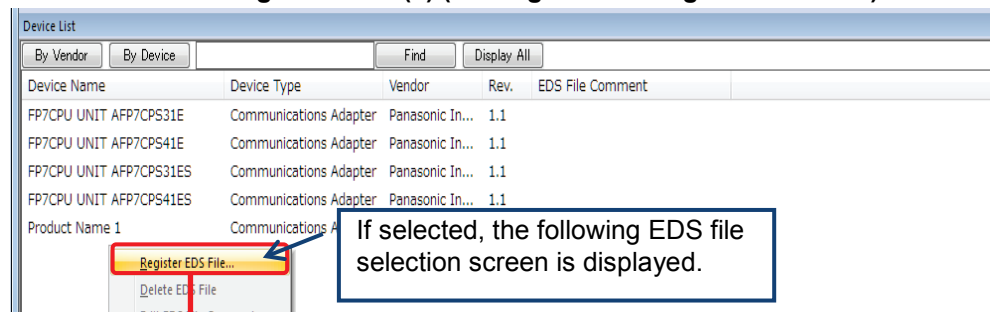 Device List
By Vendor By Device Find Display All
Device Name Device Type Vendor Rev. EDS File Comment
FP7CPU UNIT AFP7CPS31E Communications Adapter Panasonic In... 1.1
FP7CPU UNIT AFP7CPS41E Communications Adapter Panasonic In... 1.1
FP7CPU UNIT AFP7CPS31ES Communications Adapter Panasonic In... 1.1
FP7CPU UNIT AFP7CPS41ES Communications Adapter Panasonic In... 1.1
Product Name 1 Communications A
If selected, the following EDS file
selection screen is displayed.
Register EDS File...
Delete EDS File